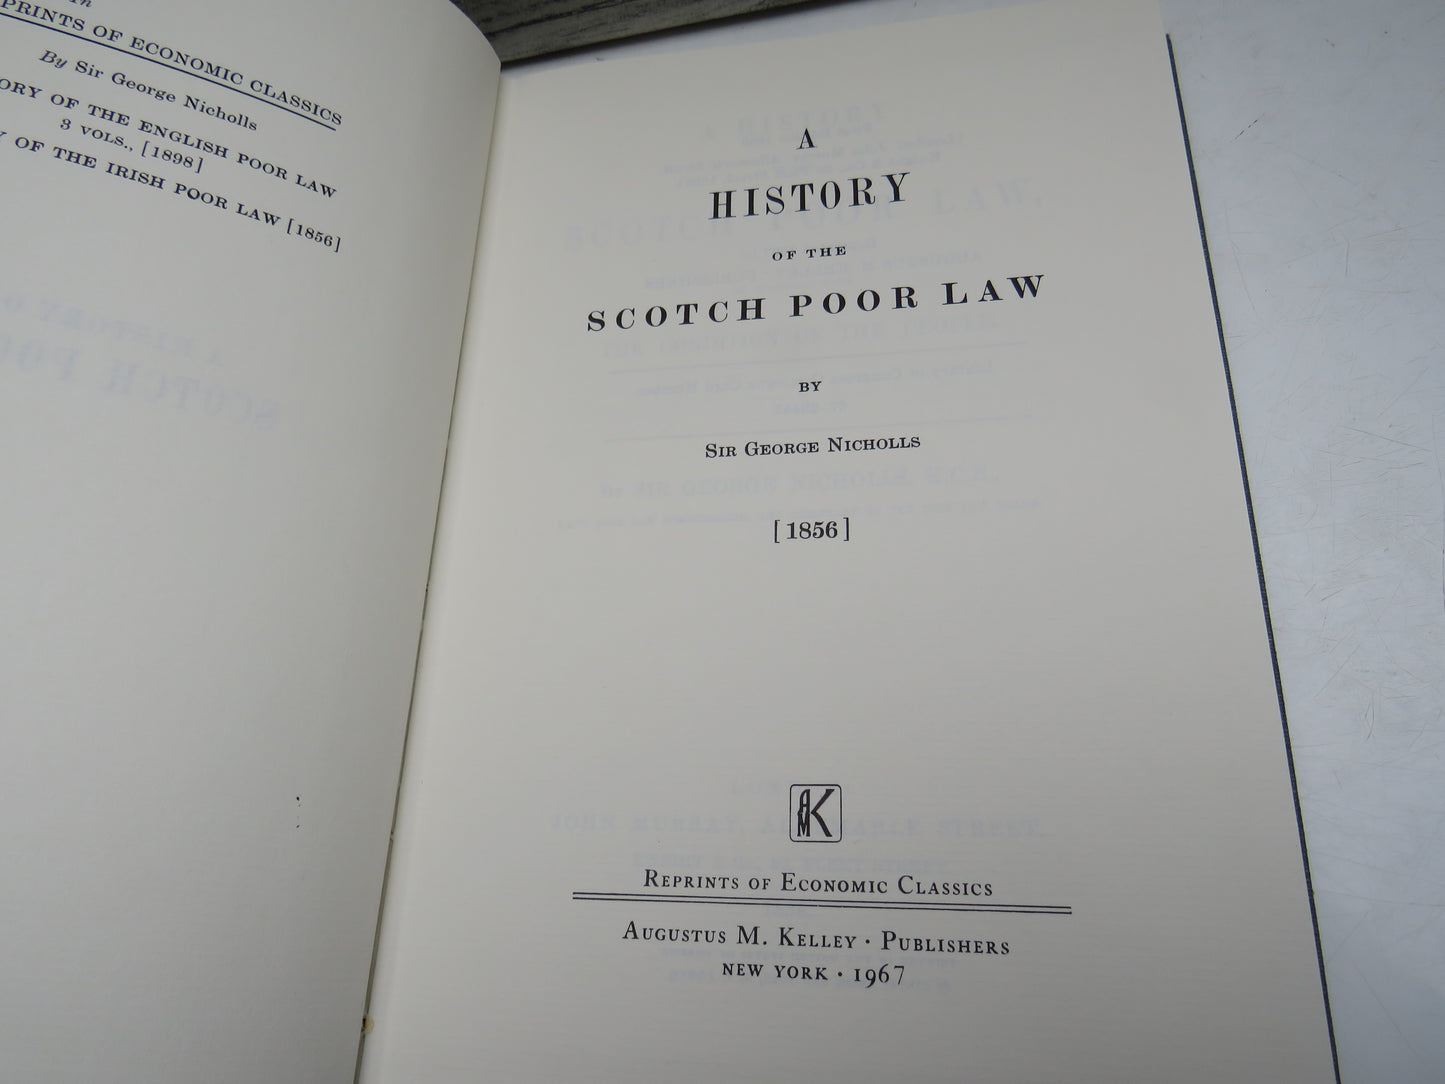 in
PRINTS OF ECONOMIC CLASSICS
By Sir George Nicholls
ORY OF THE ENGLISH POOR LAW
3 VOLS., [1898]
Y OF THE IRISH POOR LAW [1856]
A
HISTORY
OF THE
SCOTCH POOR LAW
BY
SIR GEORGE NICHOLLS
[1856]
AMK
REPRINTS OF ECONOMIC CLASSICS
AUGUSTUS M. KELLEY · PUBLISHERS
NEW YORK · 1967